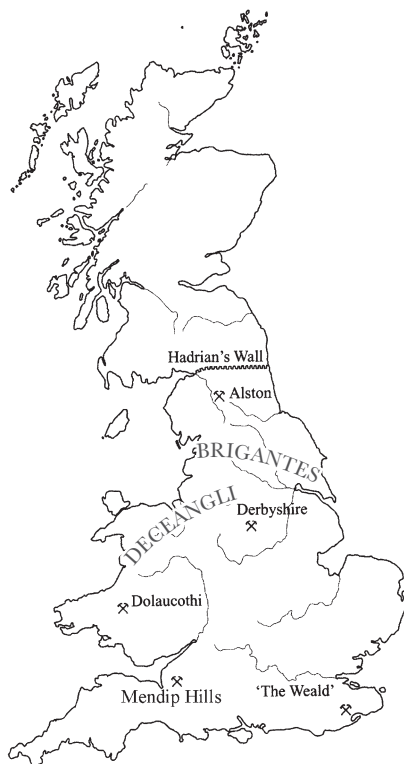 Hadrian's Wall
Alston
BRIGANTES
DECEANGLI
Derbyshire
Dolaucothi
Mendip Hills
'The Weald'